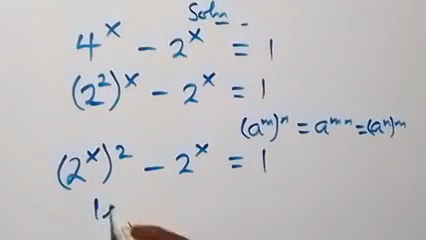 Soln
4^x - 2^x = 1
(2^2)^x - 2^x = 1
(a^m)^n = a^{mn} = (a^n)^m
(2^x)^2 - 2^x = 1